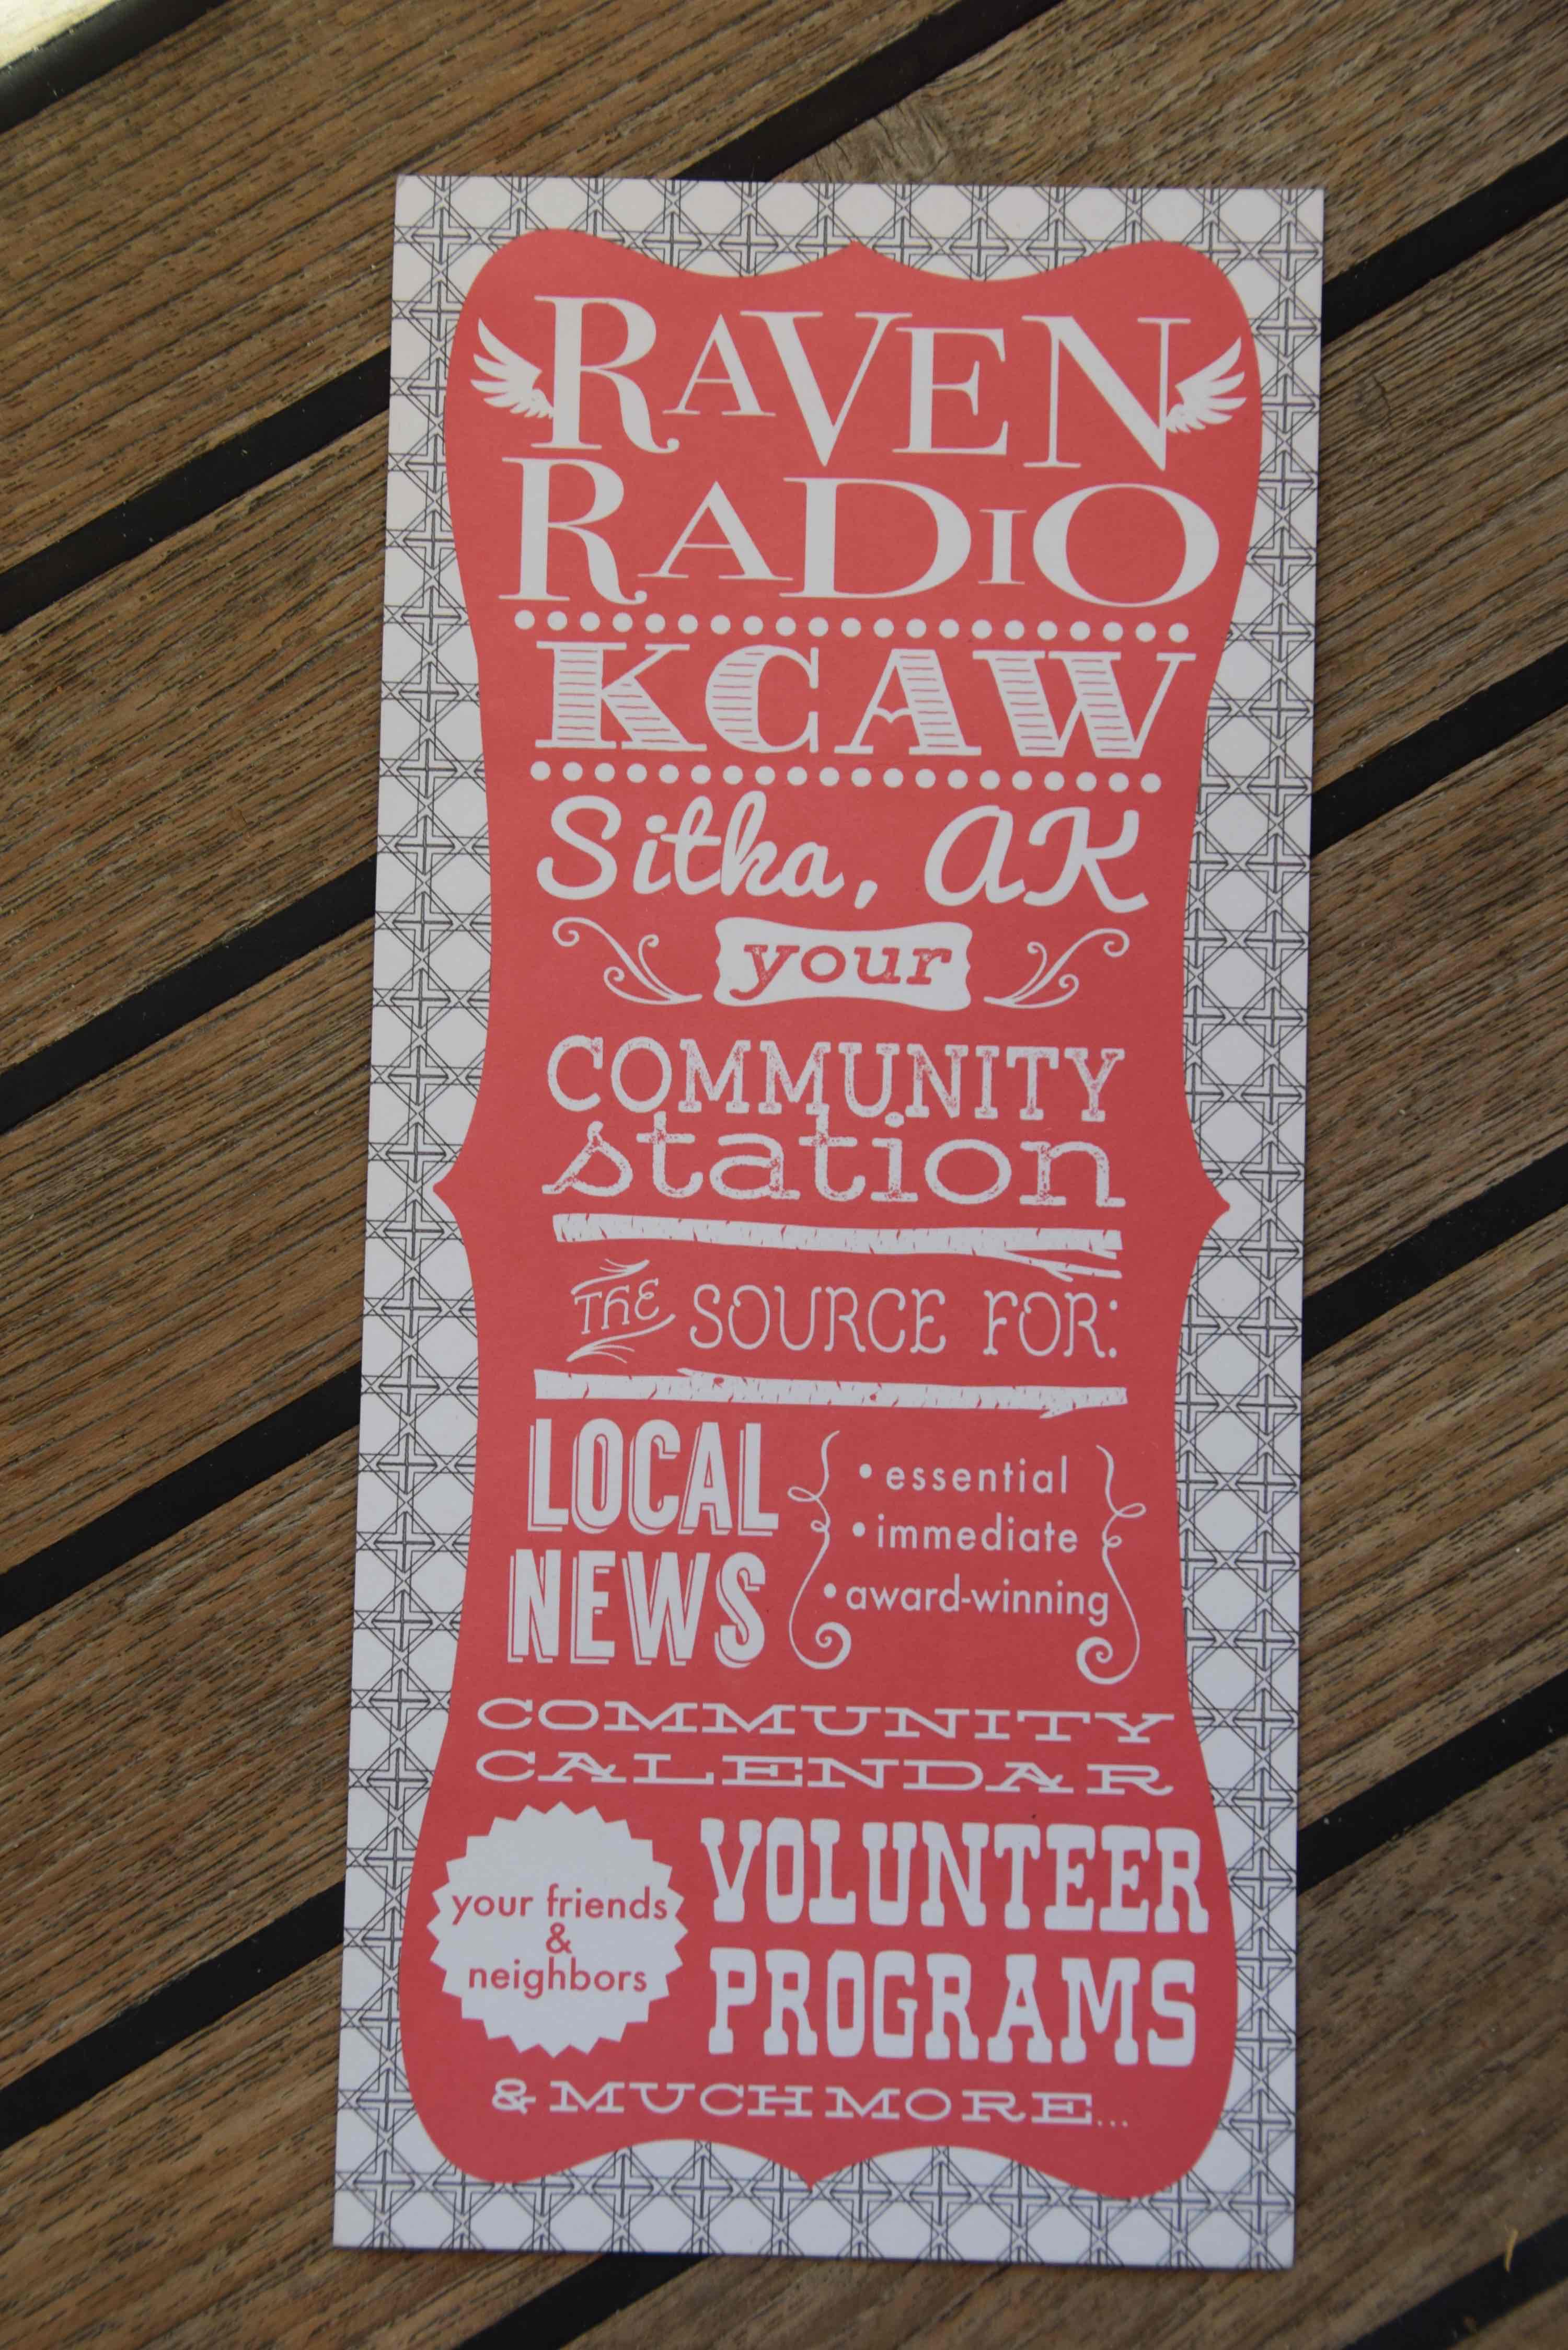 RAVEN
RADIO
KCAW
Sitka, AK
your
COMMUNITY
station
THE SOURCE FOR:
LOCAL
NEWS
• essential
• immediate
• award-winning
COMMUNITY
CALENDAR
your friends
&
neighbors
VOLUNTEER
PROGRAMS
& MUCH MORE...